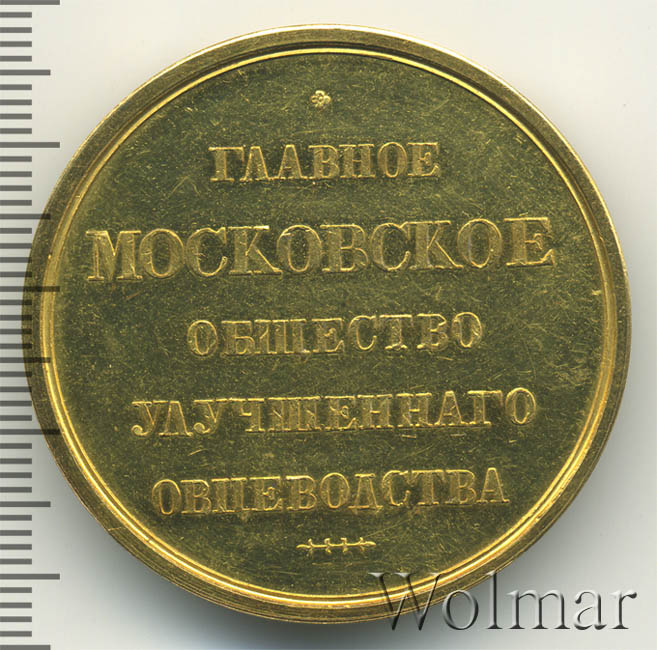 ГЛАВНОЕ
МОСКОВСКОЕ
ОБЩЕСТВО
УЛУЧШЕННАГО
ОВЦЕВОДСТВА
Wolmar